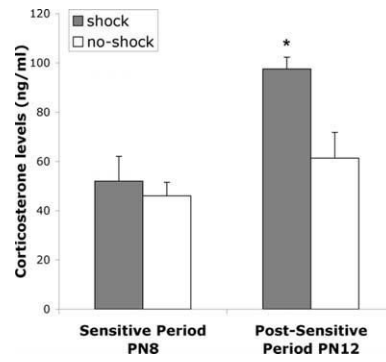 Corticosterone levels (ng/ml)
120
100
80
60
40
20
0
shock
no-shock
*
Sensitive Period
PN8
Post-Sensitive
Period PN12